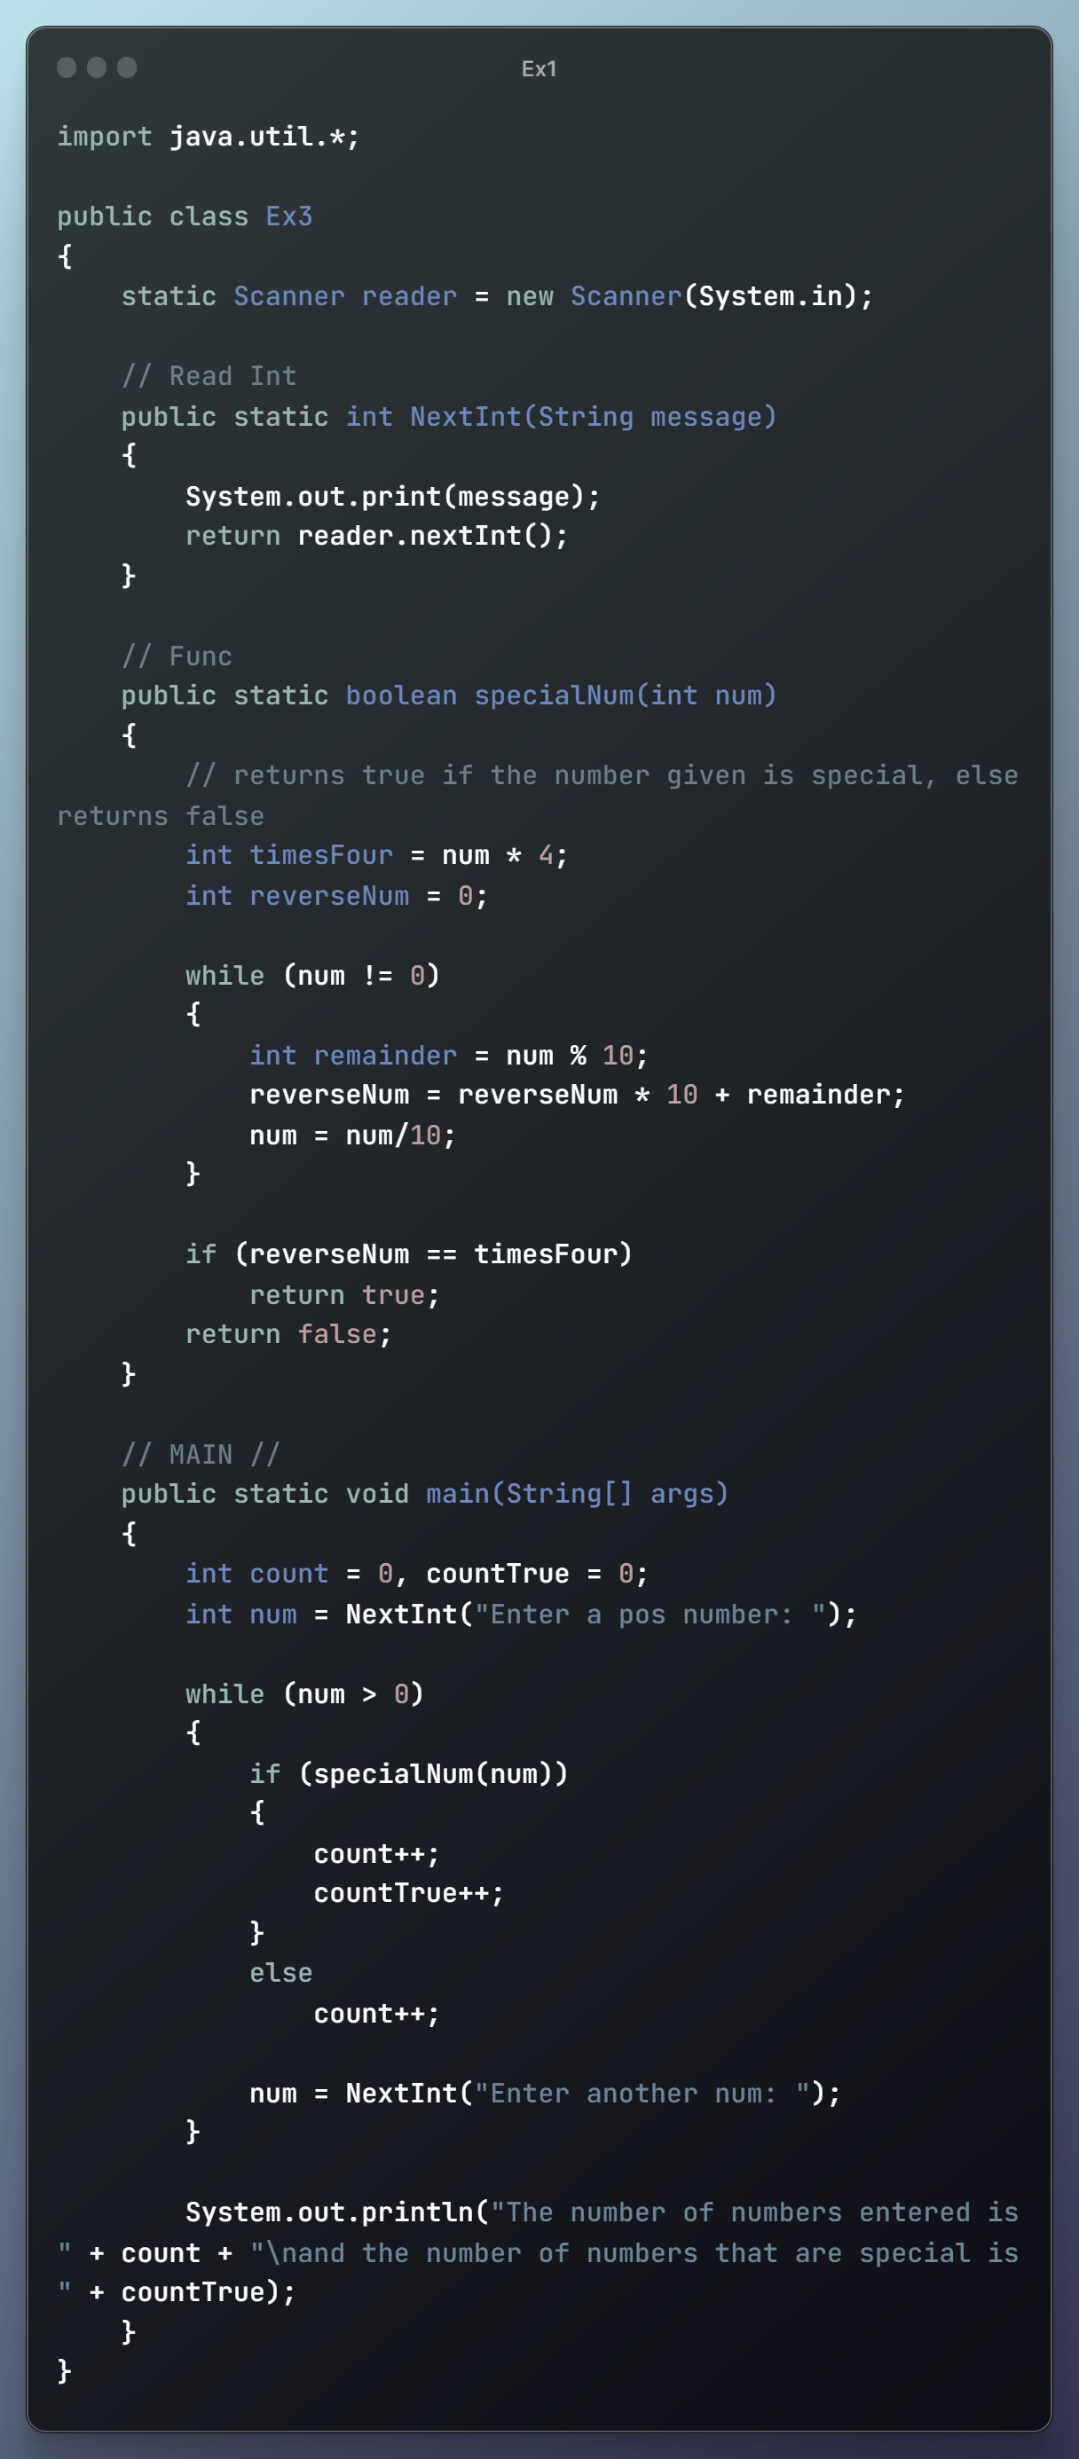 Ex1
import java.util.*;
public class Ex3
{
static Scanner reader = new Scanner(System.in);
// Read Int
public static int NextInt(String message)
{
System.out.print(message);
return reader.nextInt();
}
// Func
public static boolean specialNum(int num)
{
// returns true if the number given is special, else
returns false
int timesFour = num * 4;
int reverseNum = 0;
while (num != 0)
{
int remainder = num % 10;
reverseNum = reverseNum * 10 + remainder;
num = num/10;
}
if (reverseNum == timesFour)
return true;
return false;
}
// MAIN //
public static void main(String[] args)
{
int count = 0, countTrue = 0;
int num = NextInt("Enter a pos number: ");
while (num > 0)
{
if (specialNum(num))
{
count++;
countTrue++;
}
else
count++;
num = NextInt("Enter another num: ");
}
System.out.println("The number of numbers entered is
" + count + "\nand the number of numbers that are special is
" + countTrue);
}
}